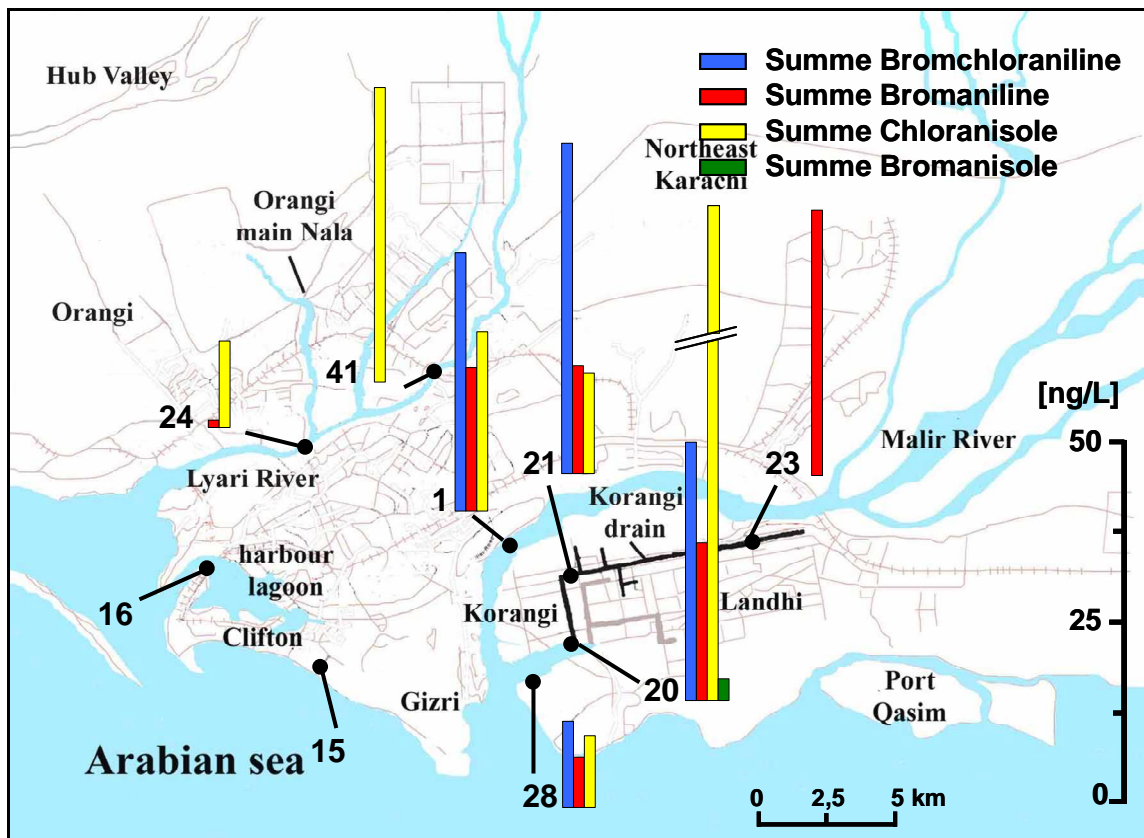 Hub Valley
Summe Bromchloraniline
Summe Bromaniline
Summe Chloranisole
Summe Bromanisole
Northeast
Karachi
Orangi
main Nala
Orangi
41
24
[ng/L]
Malir River
50
Lyari River
21
23
1
Korangi
drain
harbour
lagoon
16
Korangi
Landhi
25
Clifton
20
Gizri
Port
Qasim
15
Arabian sea
28
0
0
2,5
5 km